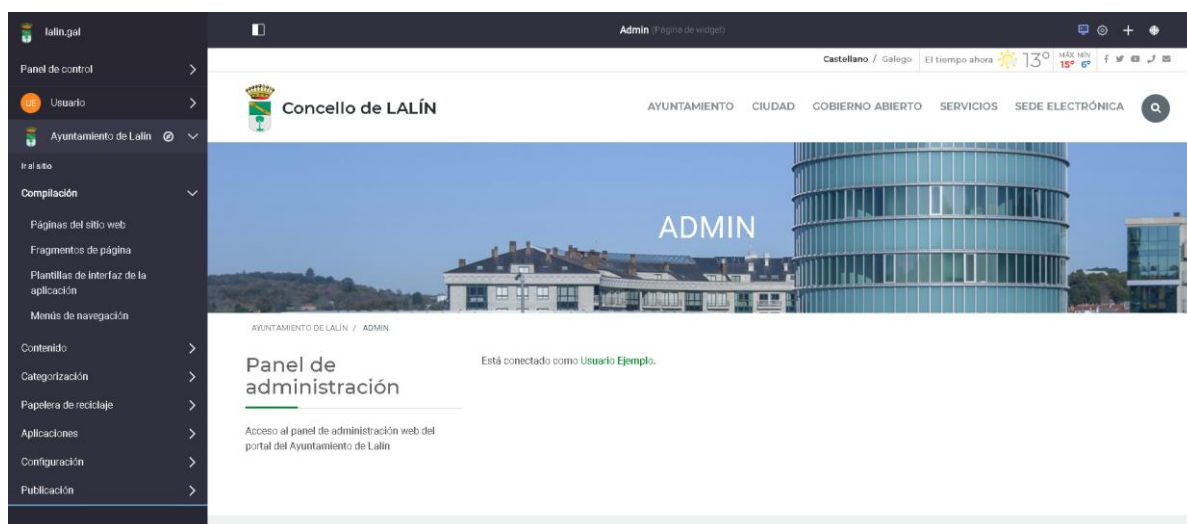 lalin.gal
Panel de control
UE Usuario
Ayuntamiento de Lalín
Ir al sitio
Compilación
Páginas del sitio web
Fragmentos de página
Plantillas de interfaz de la
aplicación
Menús de navegación
Contenido
Categorización
Papelera de reciclaje
Aplicaciones
Configuración
Publicación
Admin (Página de widget)
Castellano / Galego El tiempo ahora 13º MÁX MÍN
15º 6º
Concello de LALÍN
AYUNTAMIENTO CIUDAD GOBIERNO ABIERTO SERVICIOS SEDE ELECTRÓNICA
ADMIN
AYUNTAMIENTO DE LALÍN / ADMIN
Panel de
administración
Acceso al panel de administración web del
portal del Ayuntamiento de Lalín
Está conectado como Usuario Ejemplo.